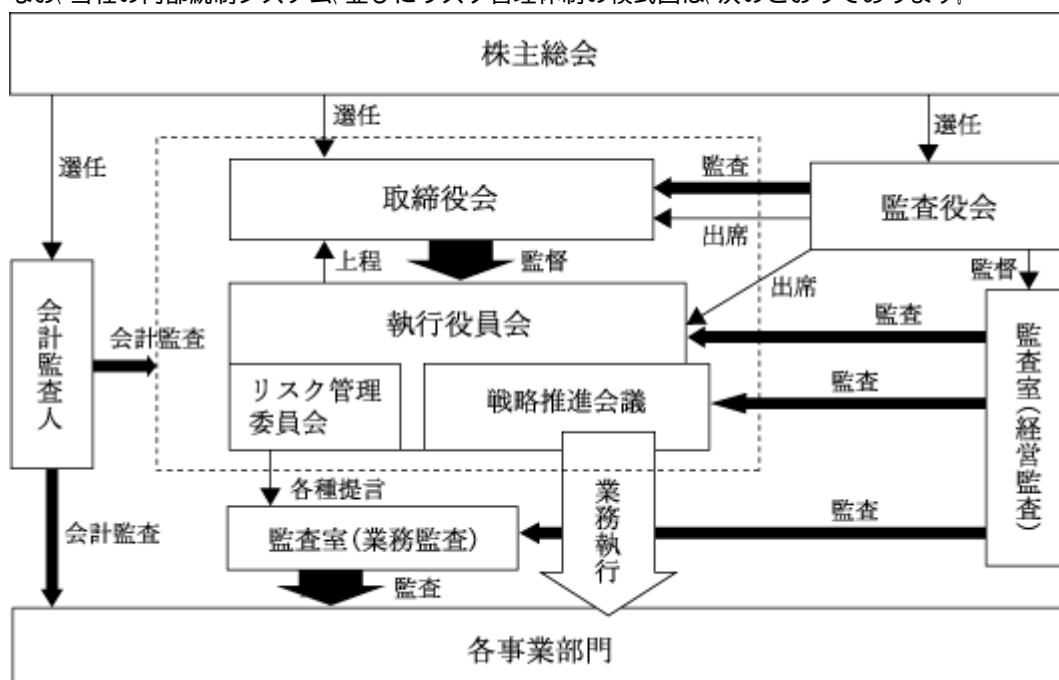 なお、当社の内部統制システム、並びにリスク管理体制の模式図は、次のとおりであります。
株主総会
選任
選任
選任
取締役会
監査
出席
監査役会
上程
監督
出席
監督
会計監査人
会計監査
執行役員会
監査
監査室(経営監査)
リスク管理
委員会
戦略推進会議
監査
各種提言
業務執行
会計監査
監査室(業務監査)
監査
監査
各事業部門